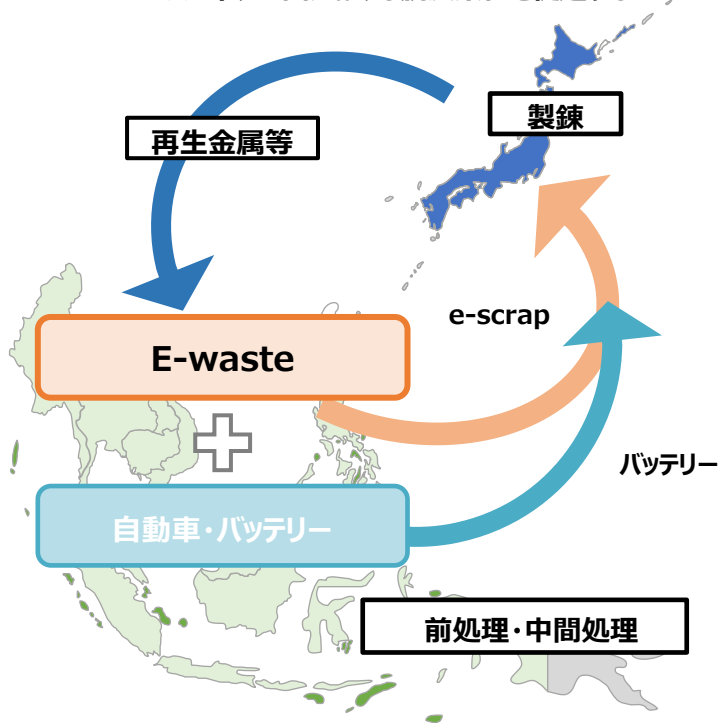 製錬
再生金属等
e-scrap
E-waste
バッテリー
自動車・バッテリー
前処理・中間処理